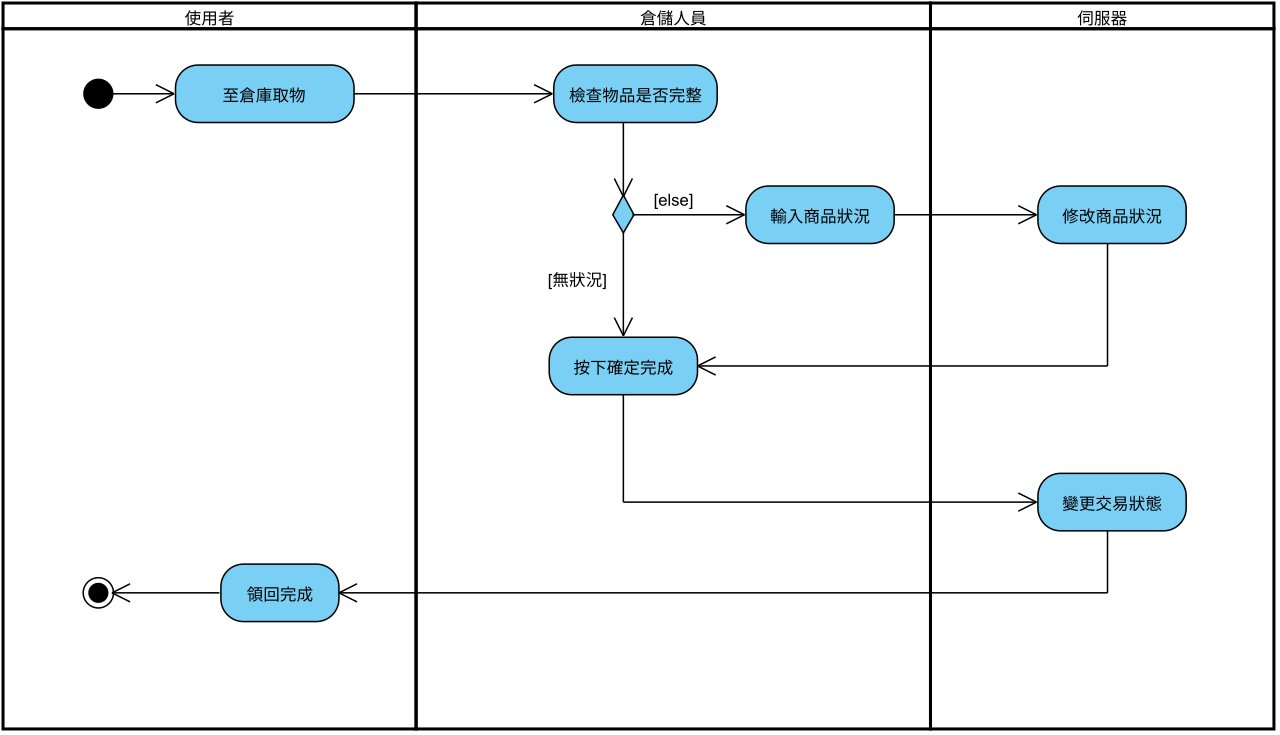 使用者
倉儲人員
伺服器
至倉庫取物
檢查物品是否完整
[else]
輸入商品狀況
修改商品狀況
[無狀況]
按下確定完成
變更交易狀態
領回完成